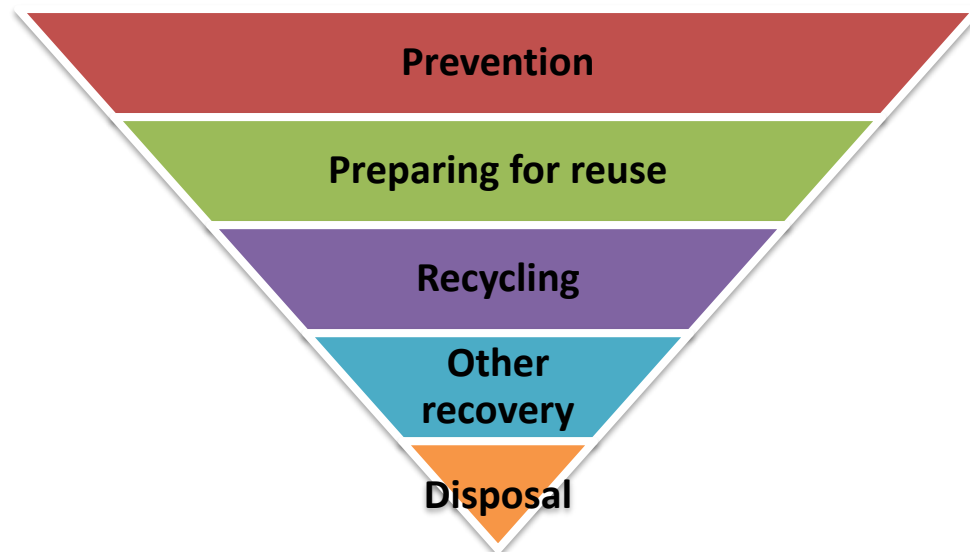 Prevention
Preparing for reuse
Recycling
Other
recovery
Disposal